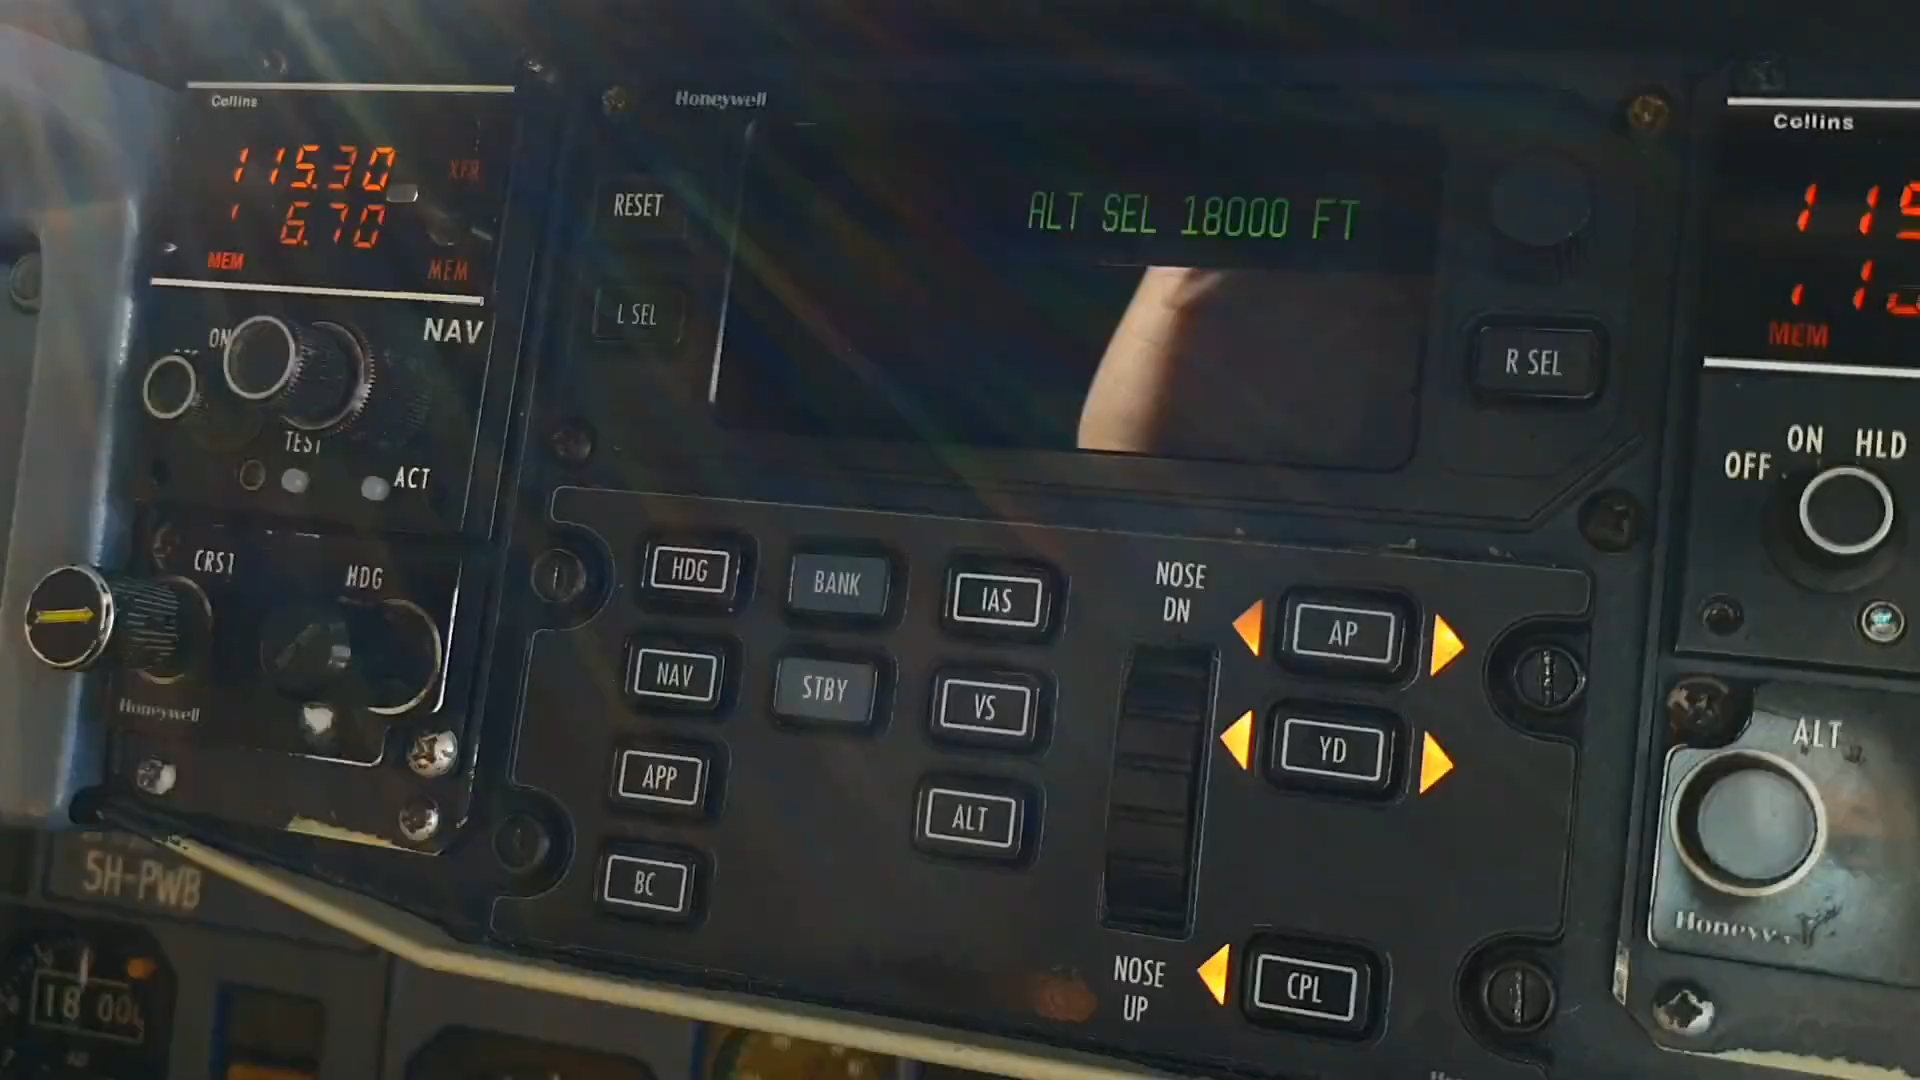 Collins
115.30
XFR
1 6.70
MEM
MEM
NAV
ON
TEST
ACT
CRS1
HDG
Honeywell
5H-PWB
Honeywell
RESET
ALT SEL 18000 FT
L SEL
R SEL
HDG
BANK
IAS
NOSE
DN
AP
NAV
STBY
VS
YD
APP
ALT
BC
NOSE
UP
CPL
Collins
MEM
OFF
ON
HLD
ALT